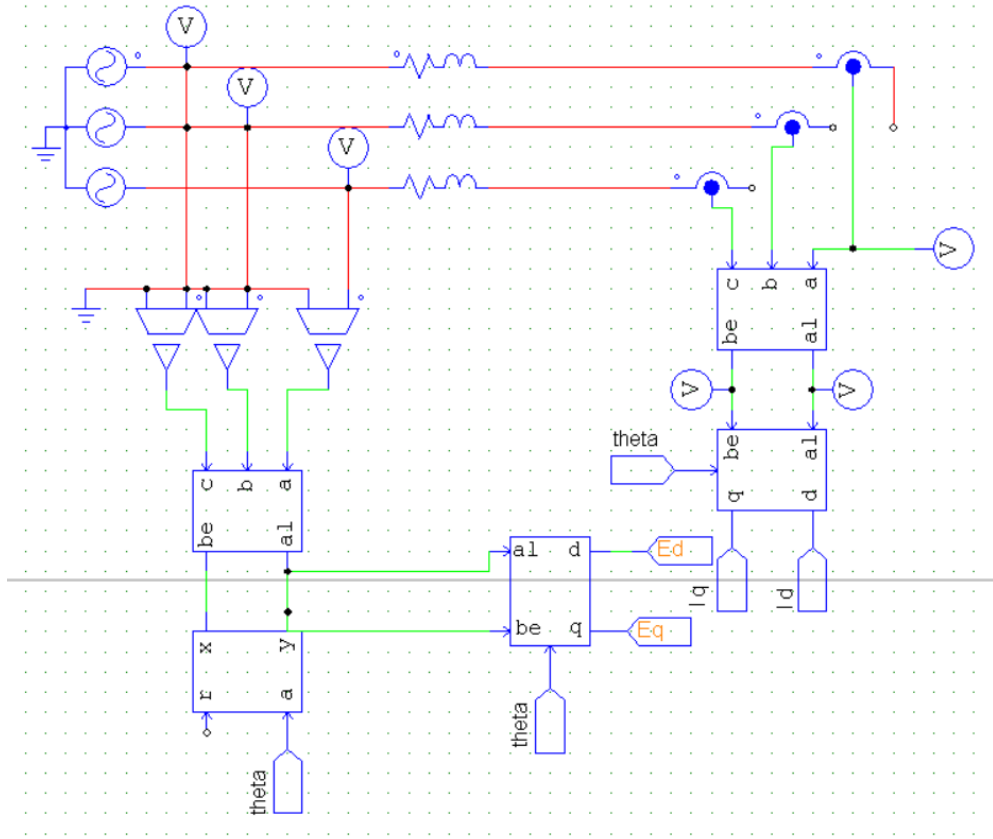 V
V
V
c b a
be al
V
V V
theta
be al
q d
c b a
be al
al d
Ed
Iq
Id
be q
Eq
x y
r a
theta
theta